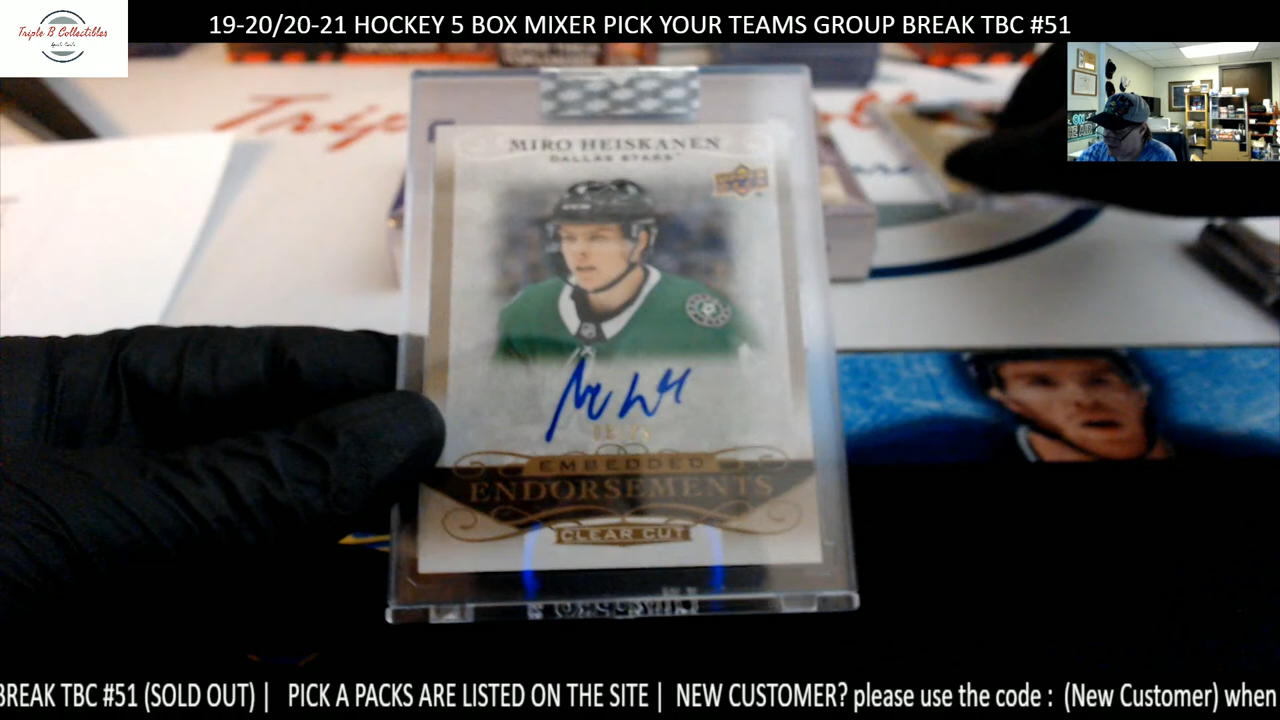 Triple B Collectibles
19-20/20-21 HOCKEY 5 BOX MIXER PICK YOUR TEAMS GROUP BREAK TBC #51
MIRO HEISKANEN
DALLAS STARS
UPPER DECK
EMBEDDED
ENDORSEMENTS
CLEAR CUT
BREAK TBC #51 (SOLD OUT) | PICK A PACKS ARE LISTED ON THE SITE | NEW CUSTOMER? please use the code : (New Customer) when